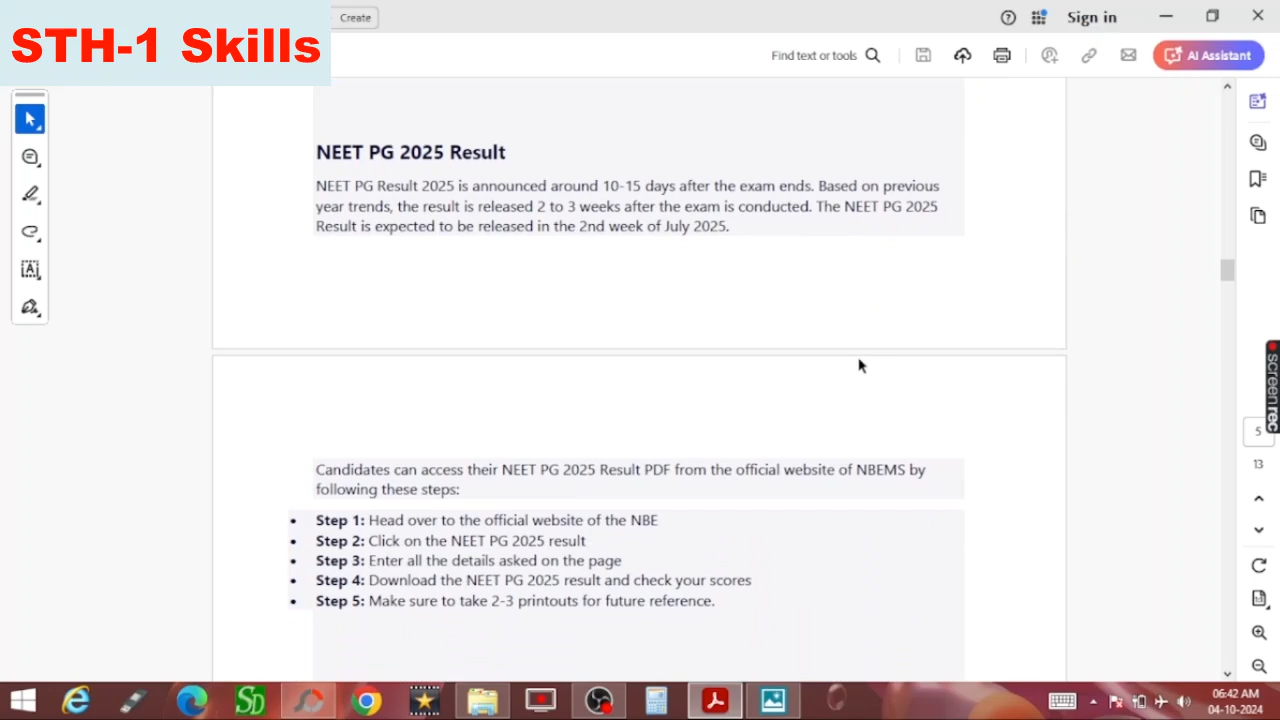 STH-1 Skills
Create
Sign in
Find text or tools
AI Assistant
NEET PG 2025 Result
NEET PG Result 2025 is announced around 10-15 days after the exam ends. Based on previous
year trends, the result is released 2 to 3 weeks after the exam is conducted. The NEET PG 2025
Result is expected to be released in the 2nd week of July 2025.
Candidates can access their NEET PG 2025 Result PDF from the official website of NBEMS by
following these steps:
• Step 1: Head over to the official website of the NBE
• Step 2: Click on the NEET PG 2025 result
• Step 3: Enter all the details asked on the page
• Step 4: Download the NEET PG 2025 result and check your scores
• Step 5: Make sure to take 2-3 printouts for future reference.
screenrec
5
13
SD
06:42 AM
04-10-2024